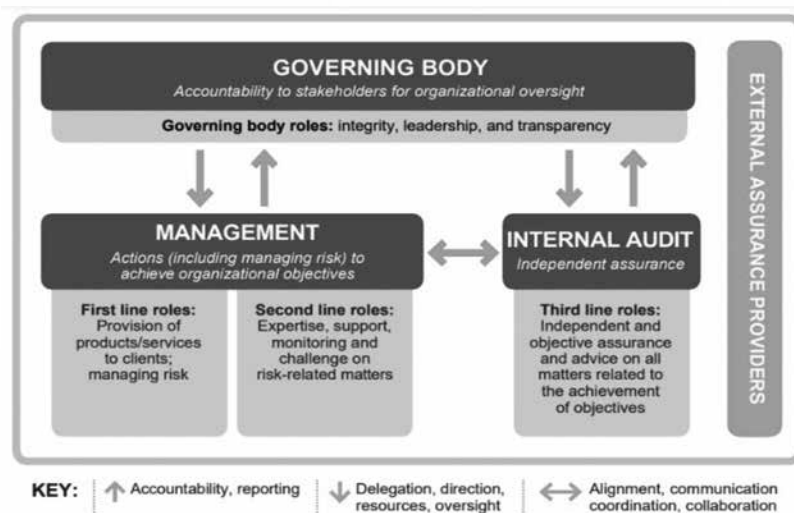 GOVERNING BODY
Accountability to stakeholders for organizational oversight
Governing body roles: integrity, leadership, and transparency
MANAGEMENT
Actions (including managing risk) to
achieve organizational objectives
INTERNAL AUDIT
Independent assurance
First line roles:
Provision of
products/services
to clients;
managing risk
Second line roles:
Expertise, support,
monitoring and
challenge on
risk-related matters
Third line roles:
Independent and
objective assurance
and advice on all
matters related to
the achievement
of objectives
EXTERNAL ASSURANCE PROVIDERS
KEY:
Accountability, reporting
Delegation, direction,
resources, oversight
Alignment, communication
coordination, collaboration